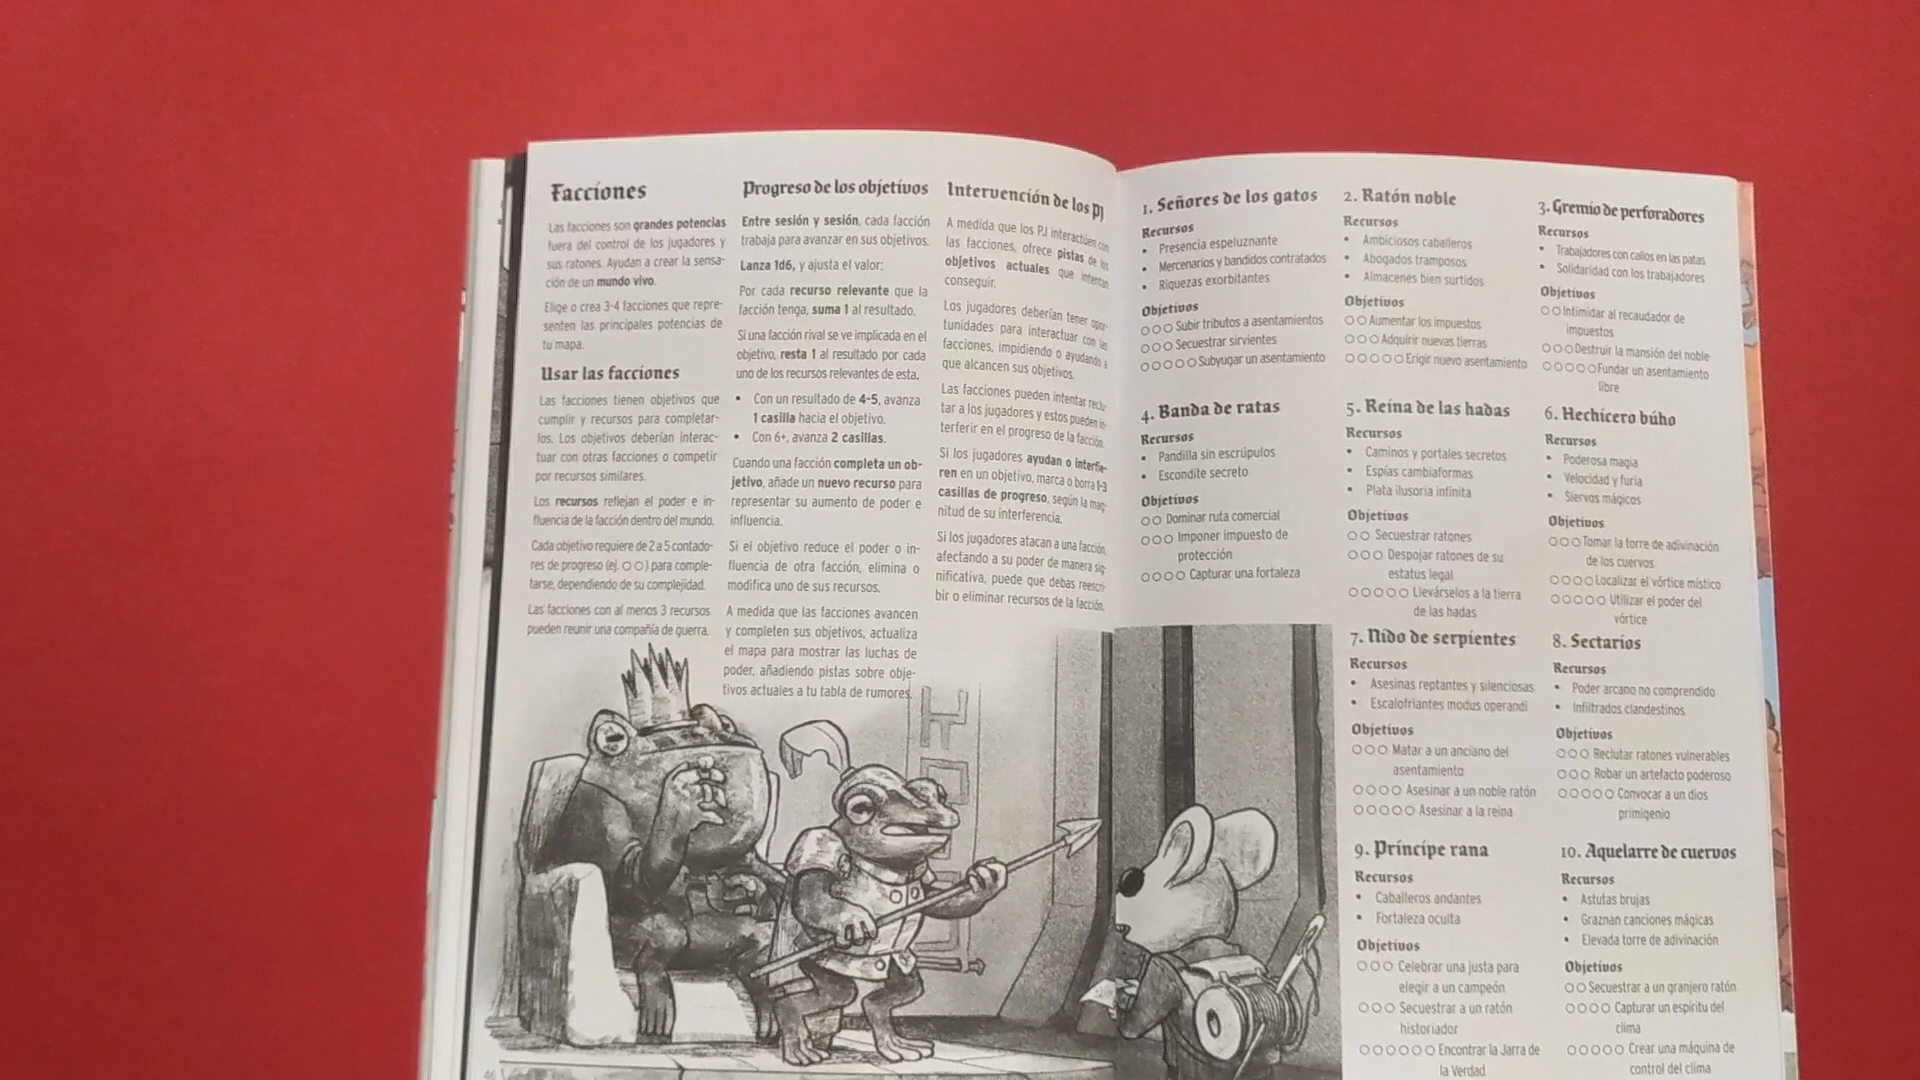 Facciones
Las facciones son grandes potencias
fuera del control de los jugadores y
sus ratones. Ayudan a crear la sensa-
ción de un mundo vivo.
Elige o crea 3-4 facciones que repre-
senten las principales potencias de
tu mapa.
Usar las facciones
Las facciones tienen objetivos que
cumplir y recursos para completar-
los. Los objetivos deberían interac-
tuar con otras facciones o competir
por recursos similares.
Los recursos reflejan el poder e in-
fluencia de la facción dentro del mundo.
Cada objetivo requiere de 2 a 5 contado-
res de progreso (ej. ○○) para comple-
tarse, dependiendo de su complejidad.
Las facciones con al menos 3 recursos
pueden reunir una compañía de guerra.
Progreso de los objetivos
Entre sesión y sesión, cada facción
trabaja para avanzar en sus objetivos.
Lanza 1d6, y ajusta el valor:
Por cada recurso relevante que la
facción tenga, suma 1 al resultado.
Si una facción rival se ve implicada en el
objetivo, resta 1 al resultado por cada
uno de los recursos relevantes de esta.
• Con un resultado de 4-5, avanza
1 casilla hacia el objetivo.
• Con 6+, avanza 2 casillas.
Cuando una facción completa un ob-
jetivo, añade un nuevo recurso para
representar su aumento de poder e
influencia.
Si el objetivo reduce el poder o in-
fluencia de otra facción, elimina o
modifica uno de sus recursos.
A medida que las facciones avancen
y completen sus objetivos, actualiza
el mapa para mostrar las luchas de
poder, añadiendo pistas sobre obje-
tivos actuales a tu tabla de rumores.
Intervención de los PJ
A medida que los PJ interactúen con
las facciones, ofrece pistas de los
objetivos actuales que intentan
conseguir.
Los jugadores deberían tener opor-
tunidades para interactuar con las
facciones, impidiendo o ayudando a
que alcancen sus objetivos.
Las facciones pueden intentar reclu-
tar a los jugadores y estos pueden in-
terferir en el progreso de la facción.
Si los jugadores ayudan o interfie-
ren en un objetivo, marca o borra 1-3
casillas de progreso, según la mag-
nitud de su interferencia.
Si los jugadores atacan a una facción,
afectando a su poder de manera sig-
nificativa, puede que debas reescri-
bir o eliminar recursos de la facción.
46
1. Señores de los gatos
Recursos
• Presencia espeluznante
• Mercenarios y bandidos contratados
• Riquezas exorbitantes
Objetivos
○○○ Subir tributos a asentamientos
○○○ Secuestrar sirvientes
○○○○○ Subyugar un asentamiento
2. Ratón noble
Recursos
• Ambiciosos caballeros
• Abogados tramposos
• Almacenes bien surtidos
Objetivos
○○ Aumentar los impuestos
○○○ Adquirir nuevas tierras
○○○○○ Erigir nuevo asentamiento
3. Gremio de perforadores
Recursos
• Trabajadores con callos en las patas
• Solidaridad con los trabajadores
Objetivos
○○ Intimidar al recaudador de
impuestos
○○○ Destruir la mansión del noble
○○○○○ Fundar un asentamiento
libre
4. Banda de ratas
Recursos
• Pandilla sin escrúpulos
• Escondite secreto
Objetivos
○○ Dominar ruta comercial
○○○ Imponer impuesto de
protección
○○○○ Capturar una fortaleza
5. Reina de las hadas
Recursos
• Caminos y portales secretos
• Espías cambiaformas
• Plata ilusoria infinita
Objetivos
○○ Secuestrar ratones
○○○ Despojar ratones de su
estatus legal
○○○○○ Llevárselos a la tierra
de las hadas
6. Hechicero búho
Recursos
• Poderosa magia
• Velocidad y furia
• Siervos mágicos
Objetivos
○○○ Tomar la torre de adivinación
de los cuervos
○○○○ Localizar el vórtice místico
○○○○○ Utilizar el poder del
vórtice
7. Nido de serpientes
Recursos
• Asesinas reptantes y silenciosas
• Escalofriantes modus operandi
Objetivos
○○○ Matar a un anciano del
asentamiento
○○○○ Asesinar a un noble ratón
○○○○○ Asesinar a la reina
8. Sectarios
Recursos
• Poder arcano no comprendido
• Infiltrados clandestinos
Objetivos
○○○ Reclutar ratones vulnerables
○○○ Robar un artefacto poderoso
○○○○○ Convocar a un dios
primigenio
9. Príncipe rana
Recursos
• Caballeros andantes
• Fortaleza oculta
Objetivos
○○○ Celebrar una justa para
elegir a un campeón
○○○ Secuestrar a un ratón
historiador
○○○○○○ Encontrar la Jarra de
la Verdad
10. Aquelarre de cuervos
Recursos
• Astutas brujas
• Graznan canciones mágicas
• Elevada torre de adivinación
Objetivos
○○ Secuestrar a un granjero ratón
○○○○ Capturar un espíritu del
clima
○○○○○ Crear una máquina de
control del clima